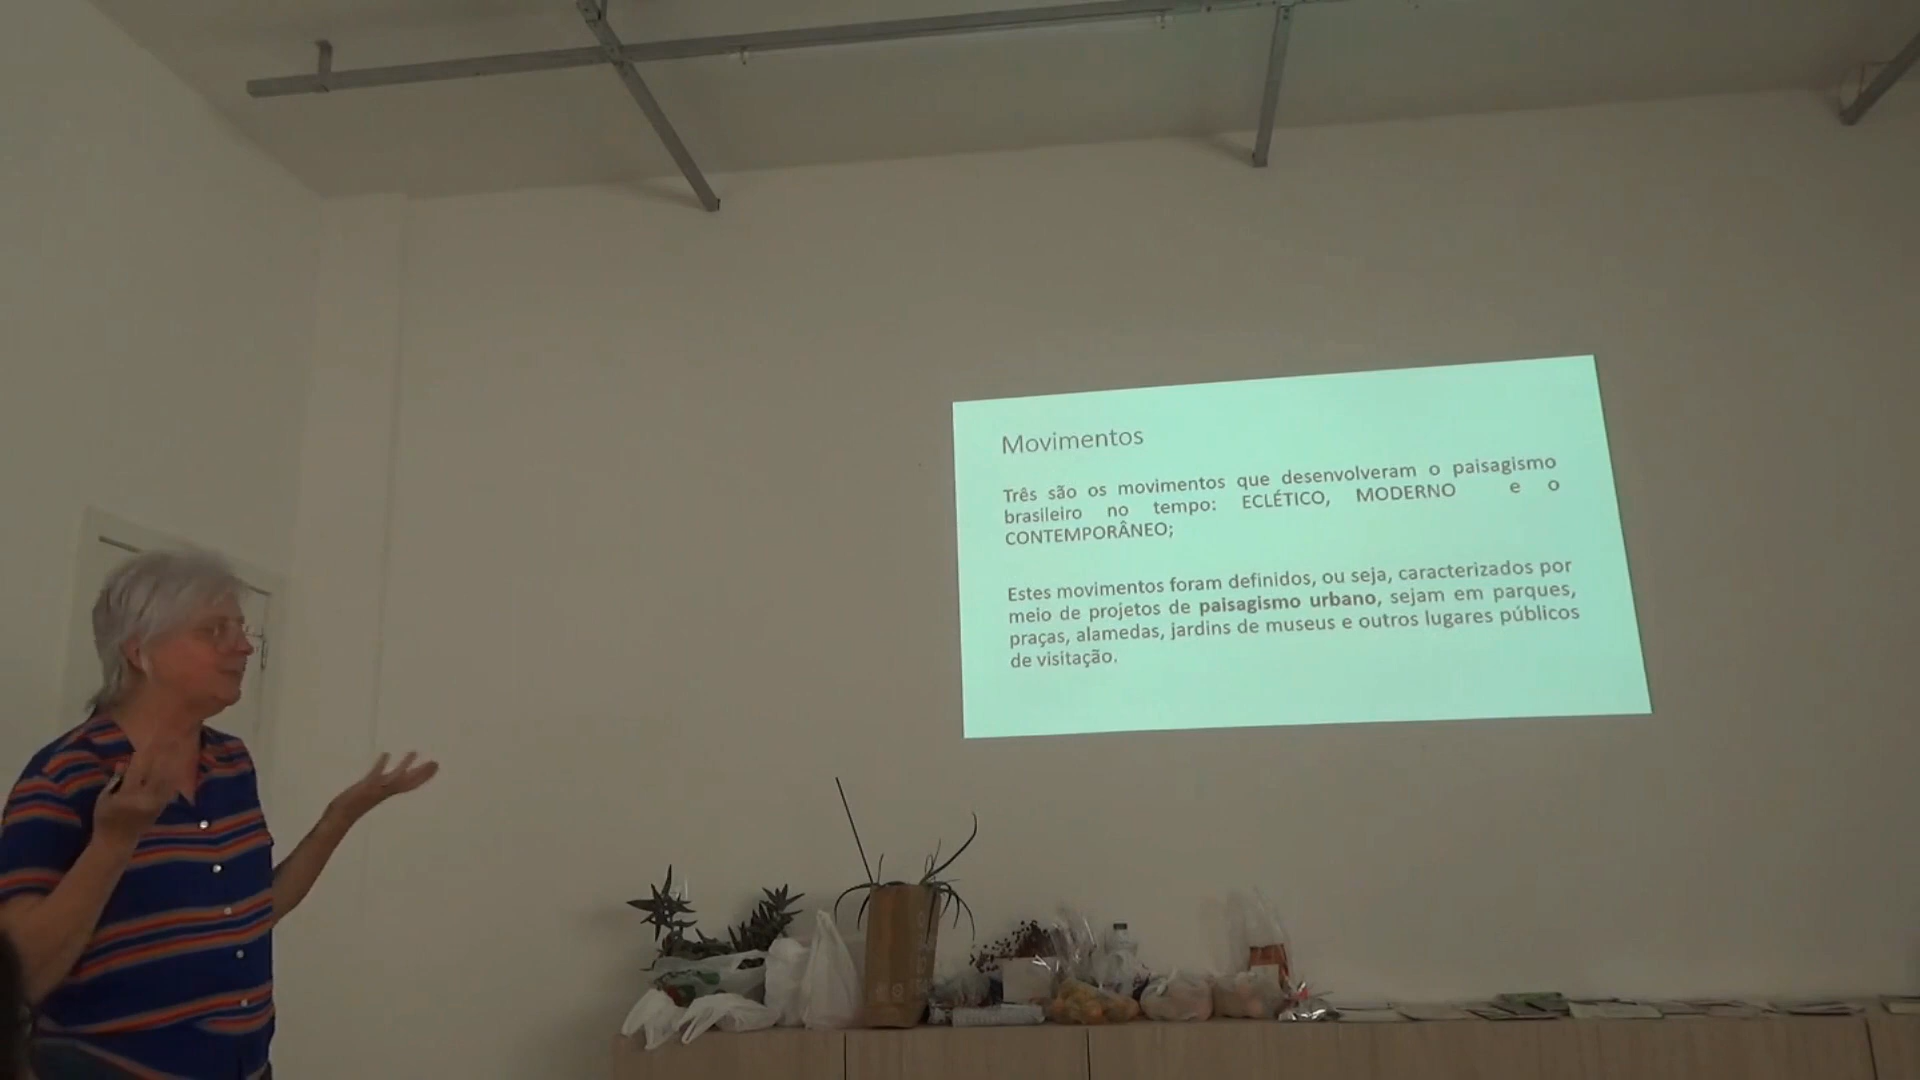 Movimentos
Três são os movimentos que desenvolveram o paisagismo
brasileiro no tempo: ECLÉTICO, MODERNO e o
CONTEMPORÂNEO;
Estes movimentos foram definidos, ou seja, caracterizados por
meio de projetos de paisagismo urbano, sejam em parques,
praças, alamedas, jardins de museus e outros lugares públicos
de visitação.